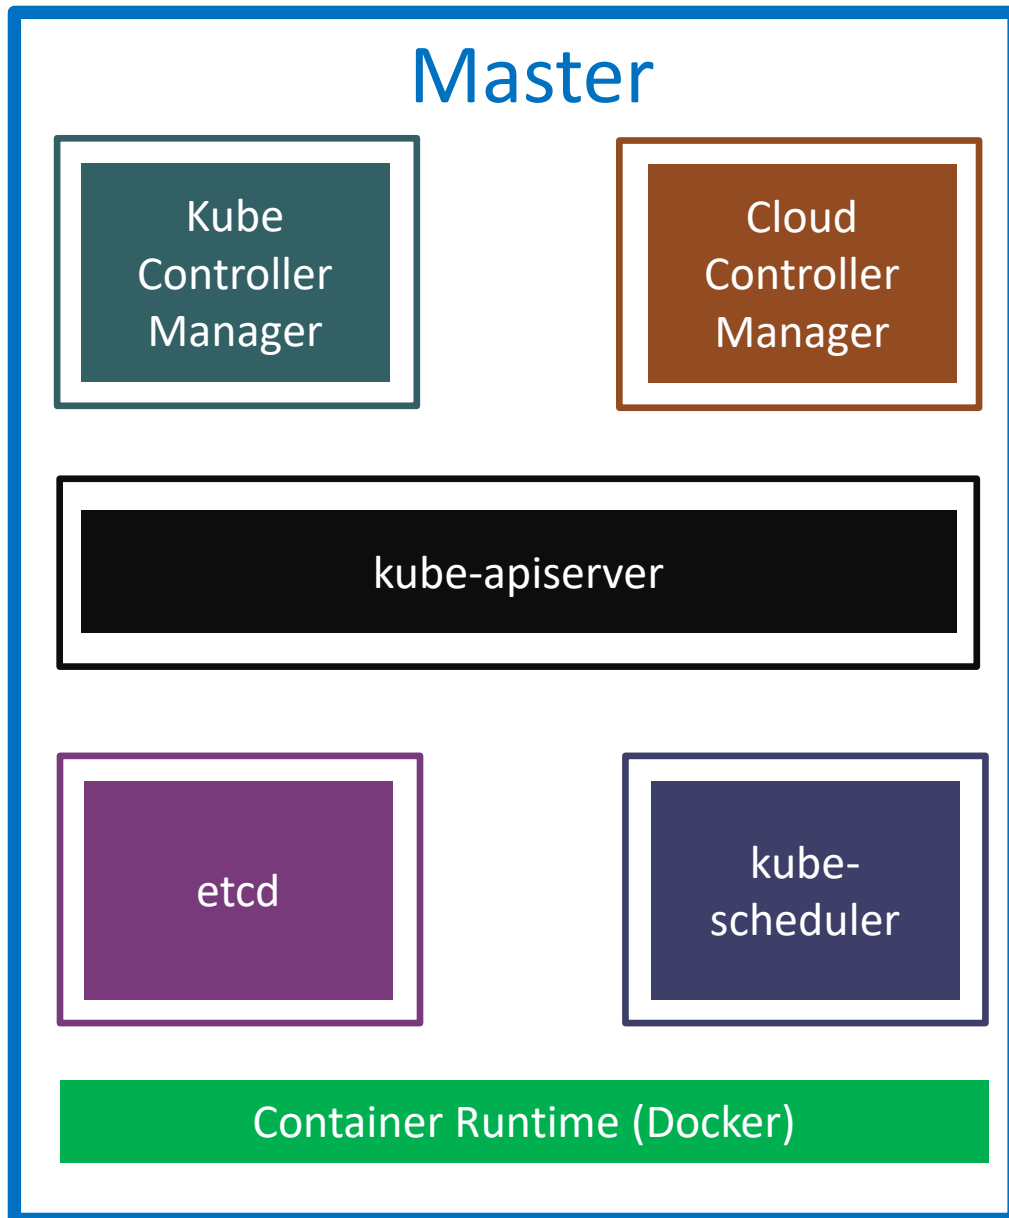 Master
Kube
Controller
Manager
Cloud
Controller
Manager
kube-apiserver
etcd
kube-
scheduler
Container Runtime (Docker)